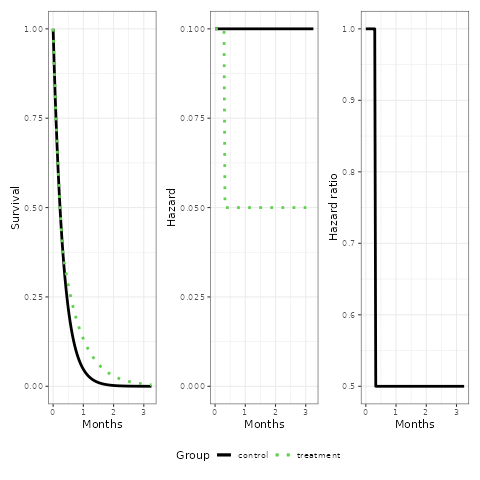 Survival
1.00
0.75
0.50
0.25
0.00
0 1 2 3
Months
Hazard
0.100
0.075
0.050
0.025
0.000
0 1 2 3
Months
Hazard ratio
1.0
0.9
0.8
0.7
0.6
0.5
0 1 2 3
Months
Group control treatment